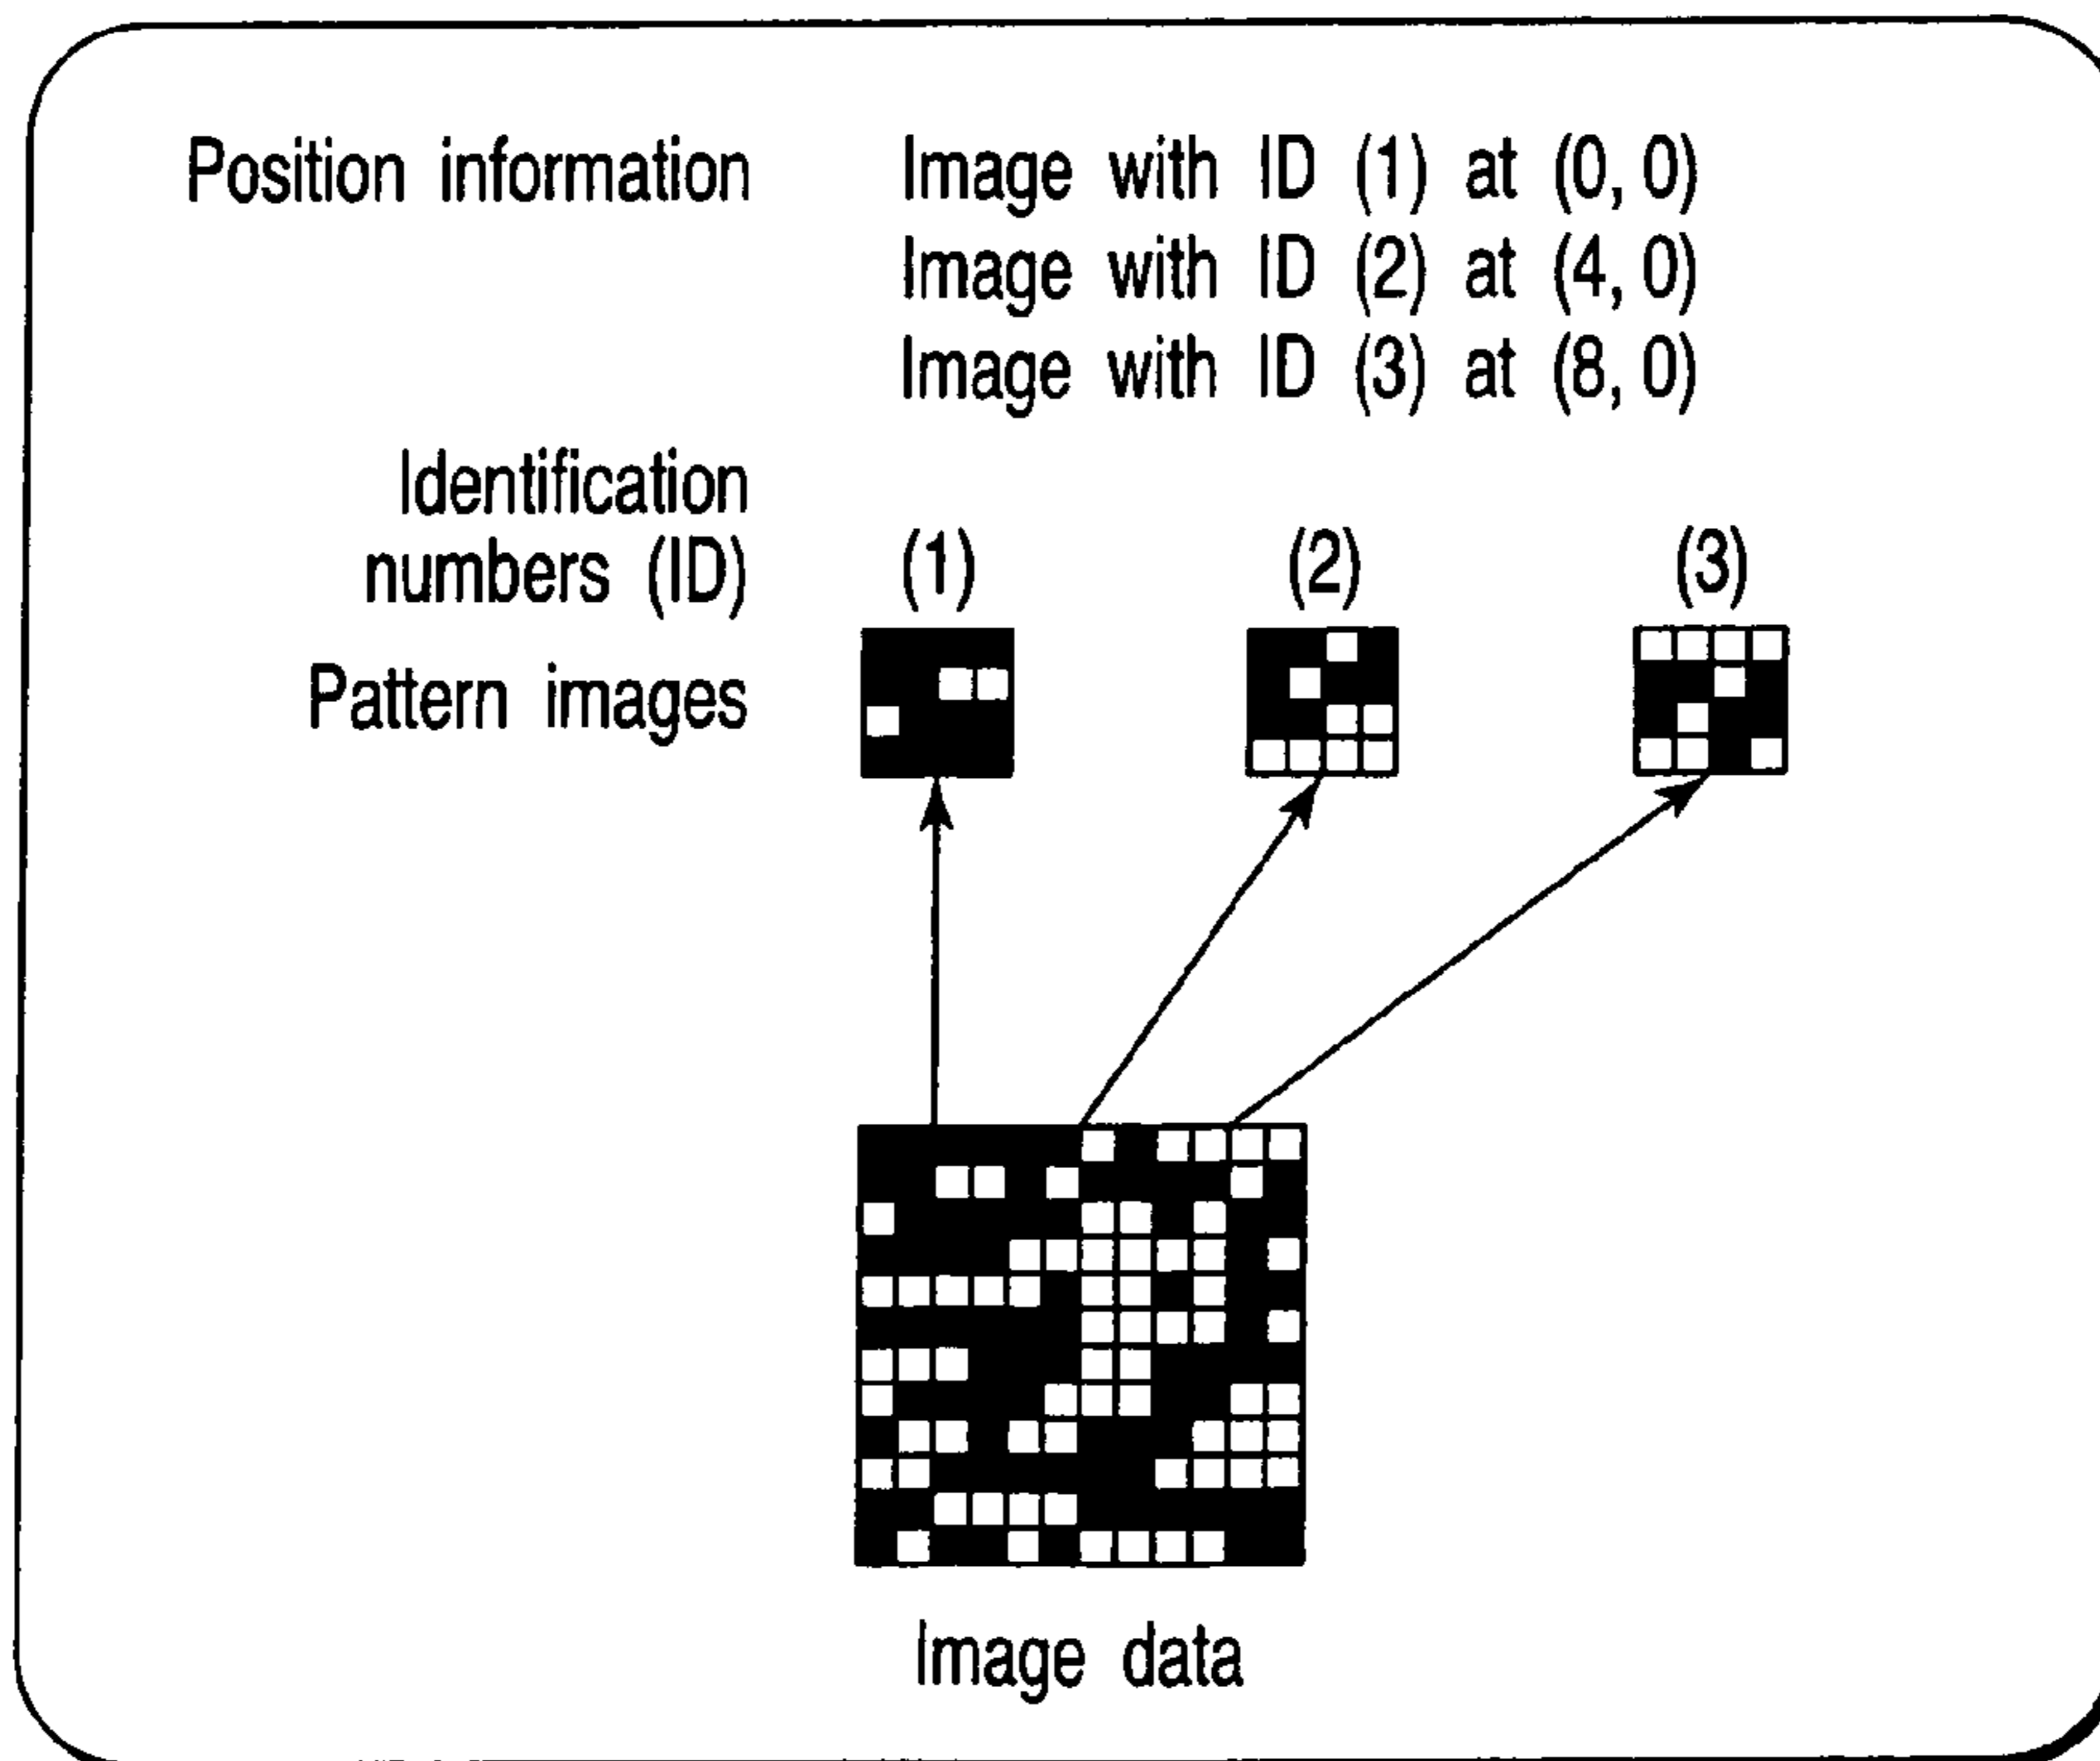 Position information Image with ID (1) at (0, 0)
Image with ID (2) at (4, 0)
Image with ID (3) at (8, 0)
Identification
numbers (ID) (1) (2) (3)
Pattern images
Image data